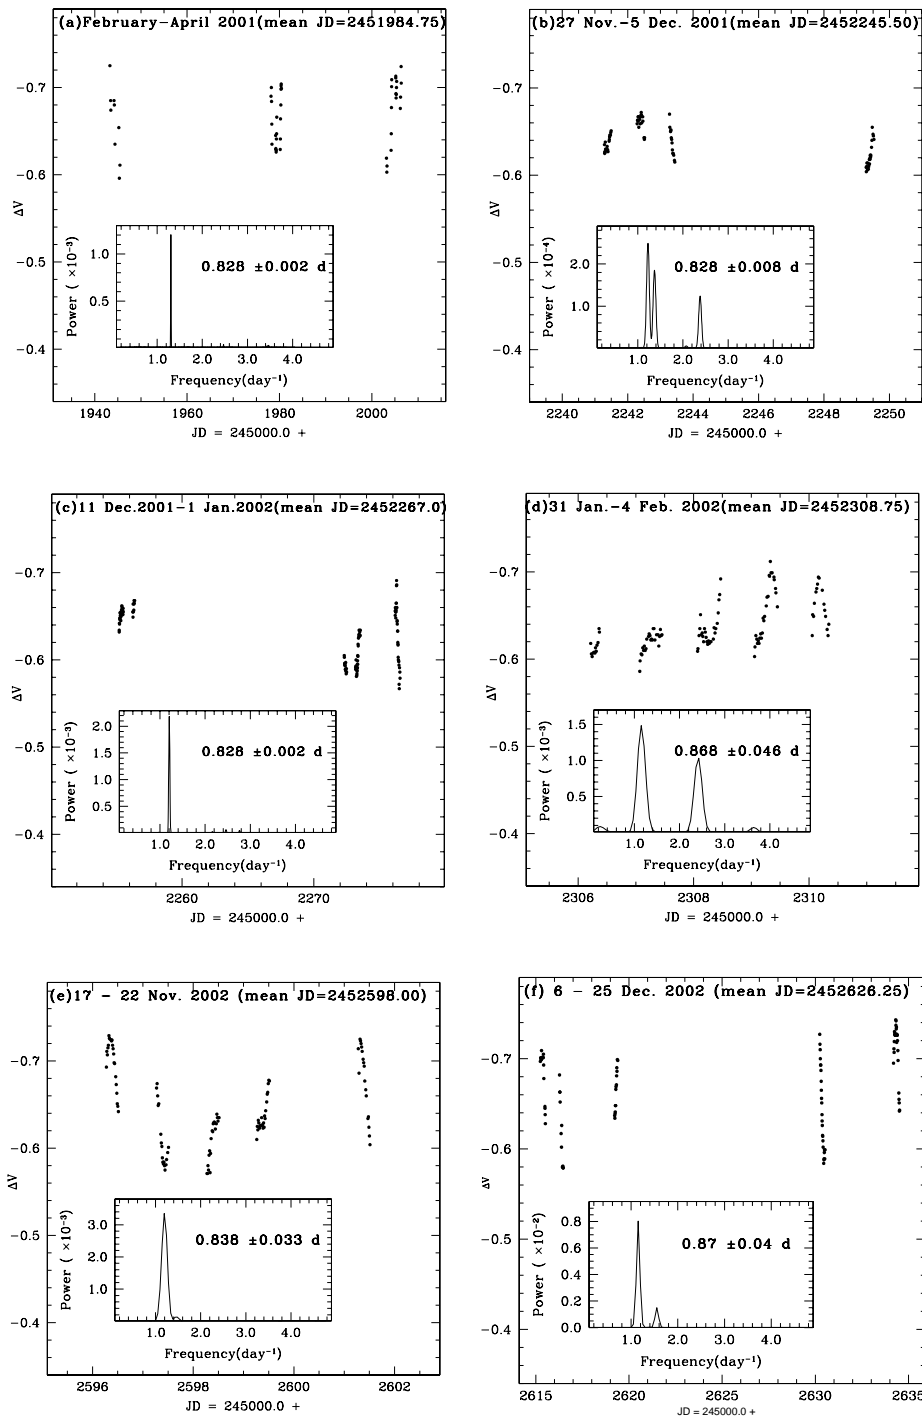 (a)February−April 2001(mean JD=2451984.75)
−0.7
−0.6
−0.5
−0.4
ΔV
Power ( ×10⁻³)
1.0
0.5
0.828 ±0.002 d
1.0 2.0 3.0 4.0
Frequency(day⁻¹)
1940 1960 1980 2000
JD = 245000.0 +
(b)27 Nov.−5 Dec. 2001(mean JD=2452245.50)
−0.7
−0.6
−0.5
−0.4
ΔV
Power ( ×10⁻⁴)
2.0
1.0
0.828 ±0.008 d
1.0 2.0 3.0 4.0
Frequency(day⁻¹)
2240 2242 2244 2246 2248 2250
JD = 245000.0 +
(c)11 Dec.2001−1 Jan.2002(mean JD=2452267.0)
−0.7
−0.6
−0.5
−0.4
ΔV
Power ( ×10⁻³)
2.0
1.5
1.0
0.5
0.828 ±0.002 d
1.0 2.0 3.0 4.0
Frequency(day⁻¹)
2260 2270
JD = 245000.0 +
(d)31 Jan.−4 Feb. 2002(mean JD=2452308.75)
−0.7
−0.6
−0.5
−0.4
ΔV
Power ( ×10⁻³)
1.5
1.0
0.5
0.868 ±0.046 d
1.0 2.0 3.0 4.0
Frequency(day⁻¹)
2306 2308 2310
JD = 245000.0 +
(e)17 − 22 Nov. 2002 (mean JD=2452598.00)
−0.7
−0.6
−0.5
−0.4
ΔV
Power ( ×10⁻³)
3.0
2.0
1.0
0.838 ±0.033 d
1.0 2.0 3.0 4.0
Frequency(day⁻¹)
2596 2598 2600 2602
JD = 245000.0 +
(f) 6 − 25 Dec. 2002 (mean JD=2452626.25)
−0.7
−0.6
−0.5
−0.4
ΔV
Power ( ×10⁻²)
0.8
0.6
0.4
0.2
0.0
0.87 ±0.04 d
1.0 2.0 3.0 4.0
Frequency(day⁻¹)
2615 2620 2625 2630 2635
JD = 245000.0 +